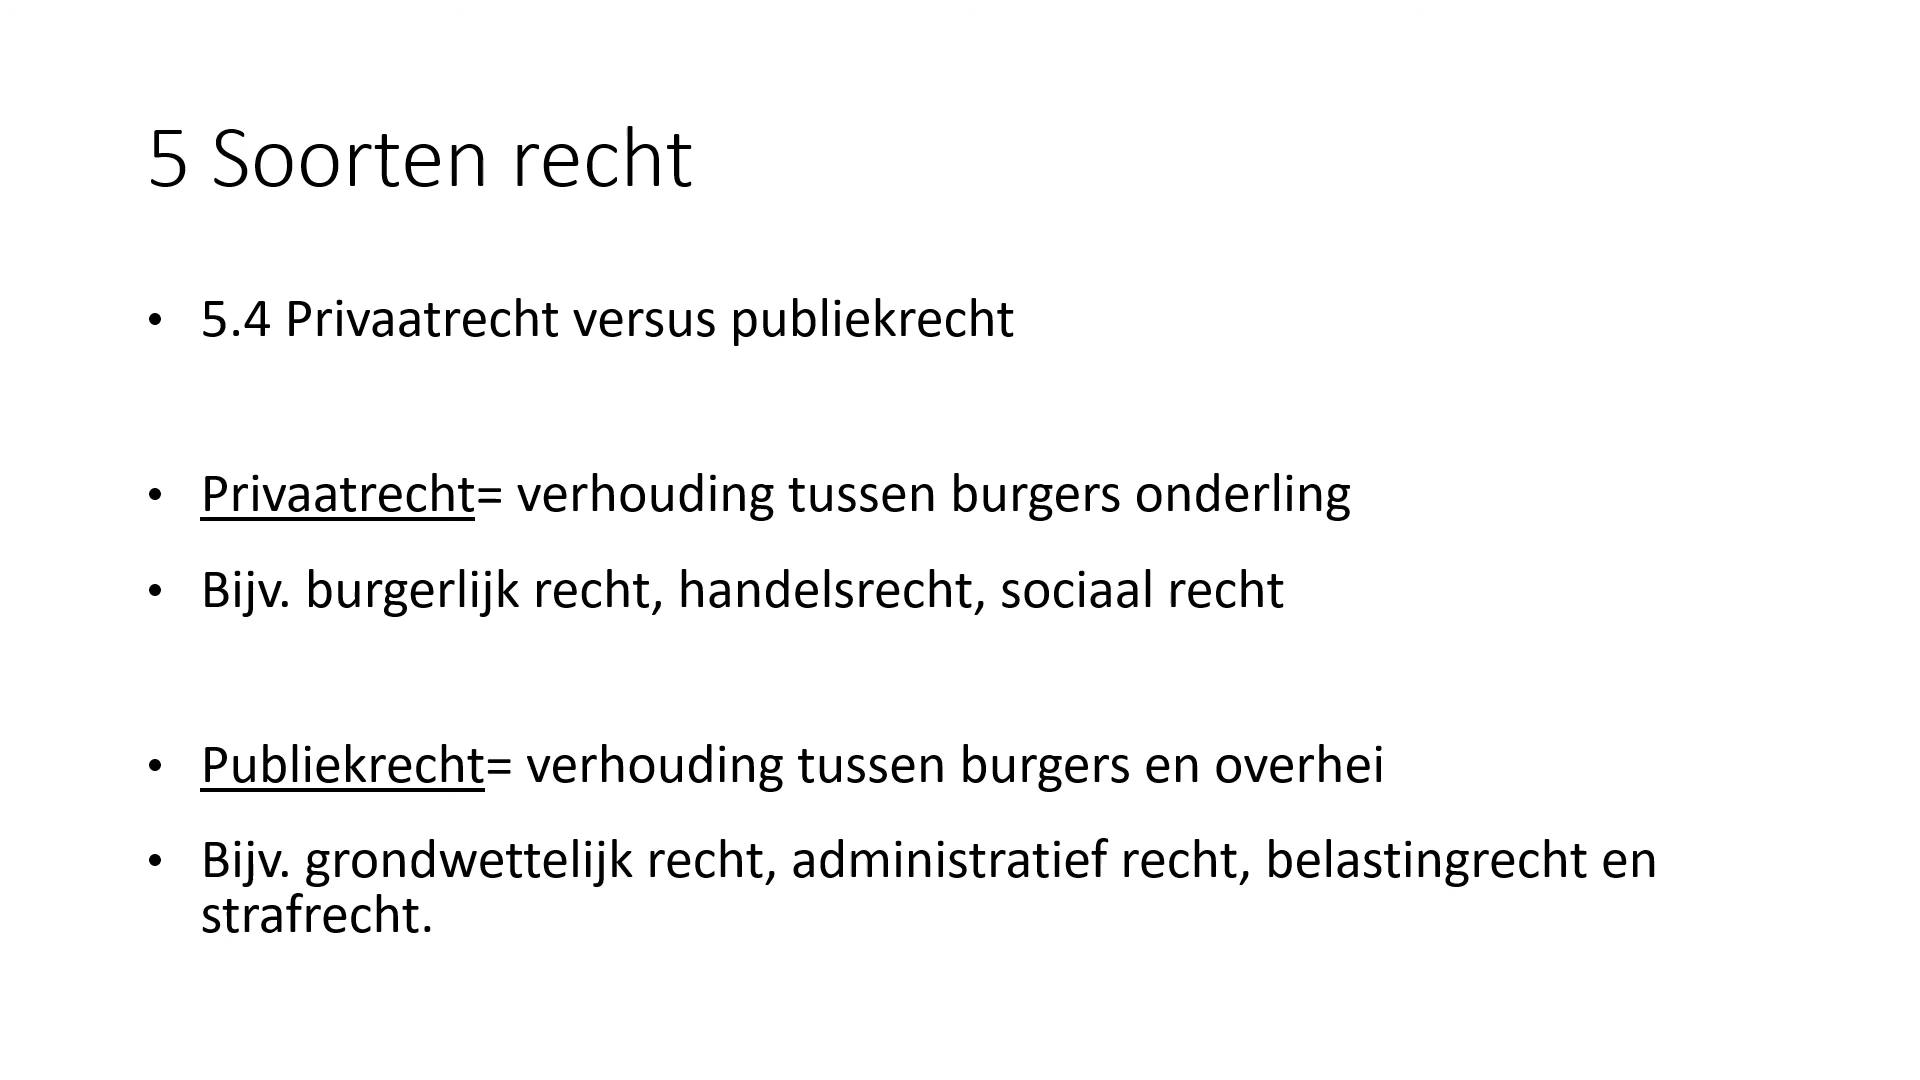 5 Soorten recht
• 5.4 Privaatrecht versus publiekrecht
• Privaatrecht= verhouding tussen burgers onderling
• Bijv. burgerlijk recht, handelsrecht, sociaal recht
• Publiekrecht= verhouding tussen burgers en overhei
• Bijv. grondwettelijk recht, administratief recht, belastingrecht en
strafrecht.